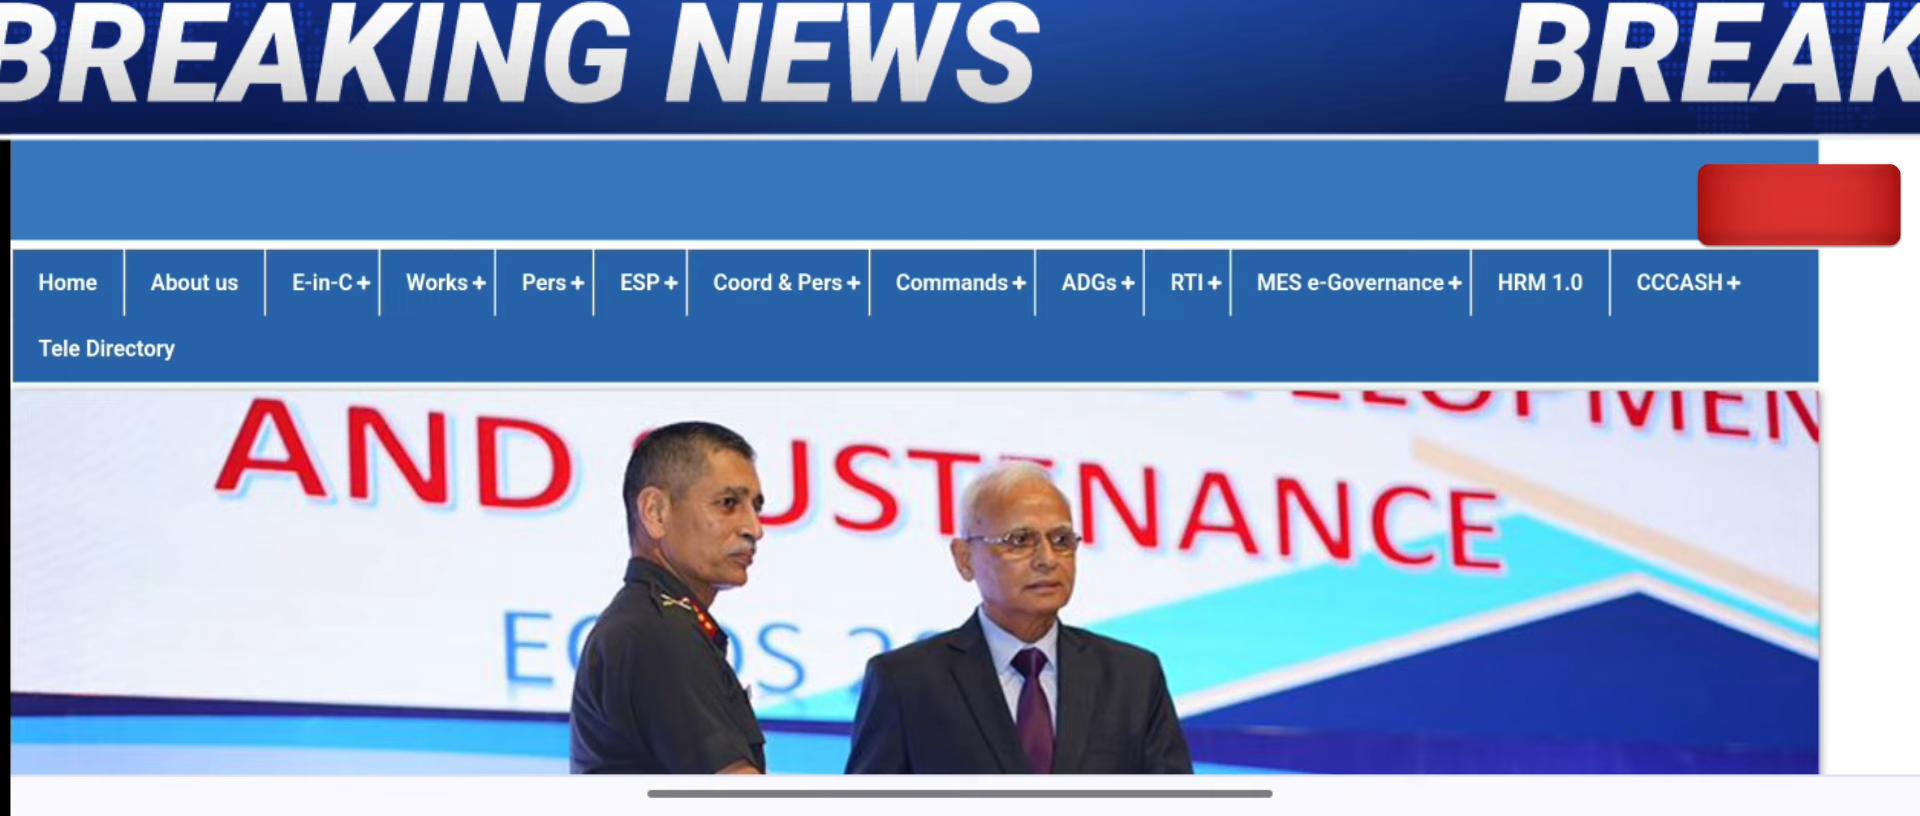 BREAKING NEWS BREAK
Home About us E-in-C + Works + Pers + ESP + Coord & Pers + Commands + ADGs + RTI + MES e-Governance + HRM 1.0 CCCASH +
Tele Directory
AND USTENANCE